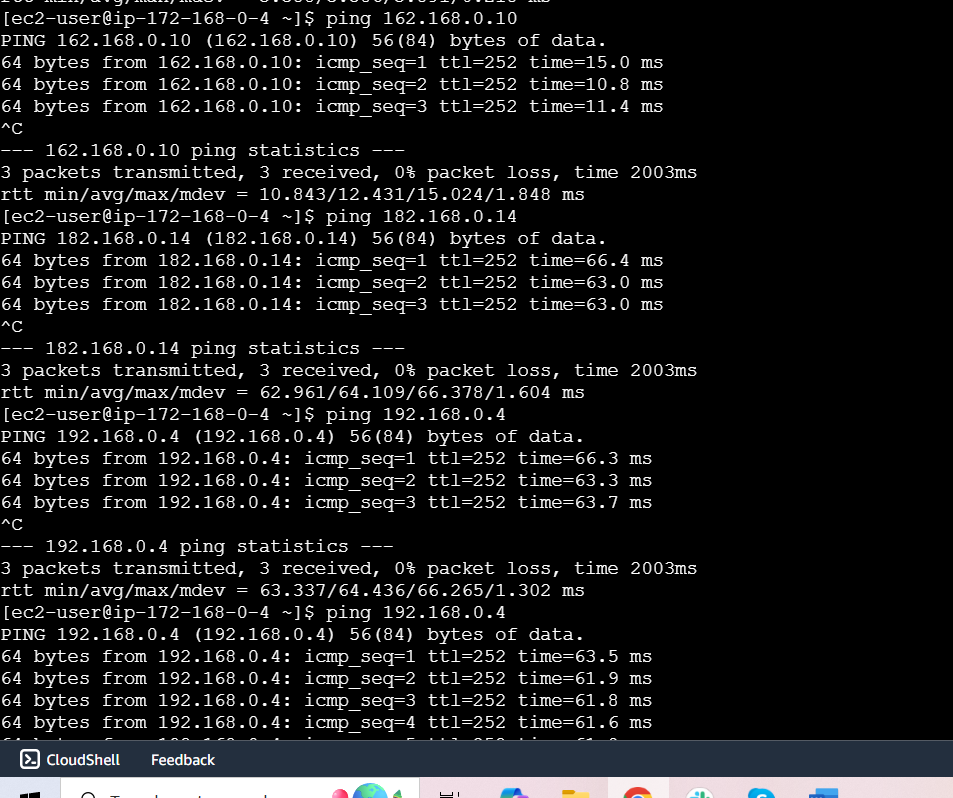 [ec2-user@ip-172-168-0-4 ~]$ ping 162.168.0.10
PING 162.168.0.10 (162.168.0.10) 56(84) bytes of data.
64 bytes from 162.168.0.10: icmp_seq=1 ttl=252 time=15.0 ms
64 bytes from 162.168.0.10: icmp_seq=2 ttl=252 time=10.8 ms
64 bytes from 162.168.0.10: icmp_seq=3 ttl=252 time=11.4 ms
^C
--- 162.168.0.10 ping statistics ---
3 packets transmitted, 3 received, 0% packet loss, time 2003ms
rtt min/avg/max/mdev = 10.843/12.431/15.024/1.848 ms
[ec2-user@ip-172-168-0-4 ~]$ ping 182.168.0.14
PING 182.168.0.14 (182.168.0.14) 56(84) bytes of data.
64 bytes from 182.168.0.14: icmp_seq=1 ttl=252 time=66.4 ms
64 bytes from 182.168.0.14: icmp_seq=2 ttl=252 time=63.0 ms
64 bytes from 182.168.0.14: icmp_seq=3 ttl=252 time=63.0 ms
^C
--- 182.168.0.14 ping statistics ---
3 packets transmitted, 3 received, 0% packet loss, time 2003ms
rtt min/avg/max/mdev = 62.961/64.109/66.378/1.604 ms
[ec2-user@ip-172-168-0-4 ~]$ ping 192.168.0.4
PING 192.168.0.4 (192.168.0.4) 56(84) bytes of data.
64 bytes from 192.168.0.4: icmp_seq=1 ttl=252 time=66.3 ms
64 bytes from 192.168.0.4: icmp_seq=2 ttl=252 time=63.3 ms
64 bytes from 192.168.0.4: icmp_seq=3 ttl=252 time=63.7 ms
^C
--- 192.168.0.4 ping statistics ---
3 packets transmitted, 3 received, 0% packet loss, time 2003ms
rtt min/avg/max/mdev = 63.337/64.436/66.265/1.302 ms
[ec2-user@ip-172-168-0-4 ~]$ ping 192.168.0.4
PING 192.168.0.4 (192.168.0.4) 56(84) bytes of data.
64 bytes from 192.168.0.4: icmp_seq=1 ttl=252 time=63.5 ms
64 bytes from 192.168.0.4: icmp_seq=2 ttl=252 time=61.9 ms
64 bytes from 192.168.0.4: icmp_seq=3 ttl=252 time=61.8 ms
64 bytes from 192.168.0.4: icmp_seq=4 ttl=252 time=61.6 ms
CloudShell Feedback